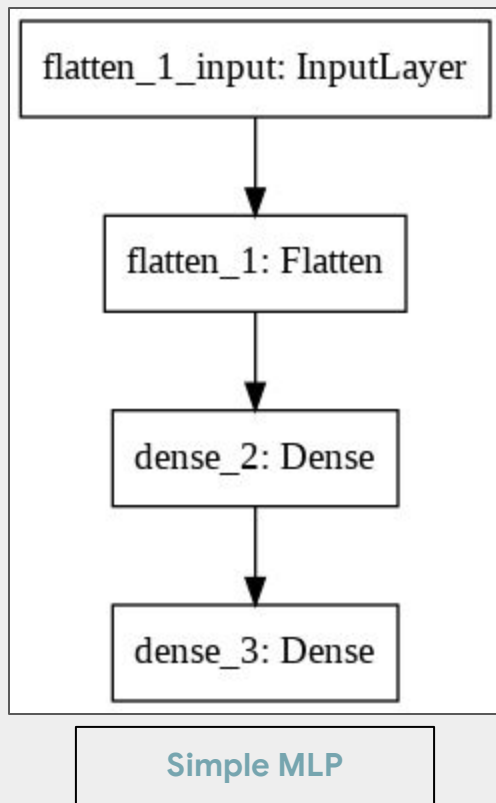 flatten_1_input: InputLayer
flatten_1: Flatten
dense_2: Dense
dense_3: Dense
Simple MLP